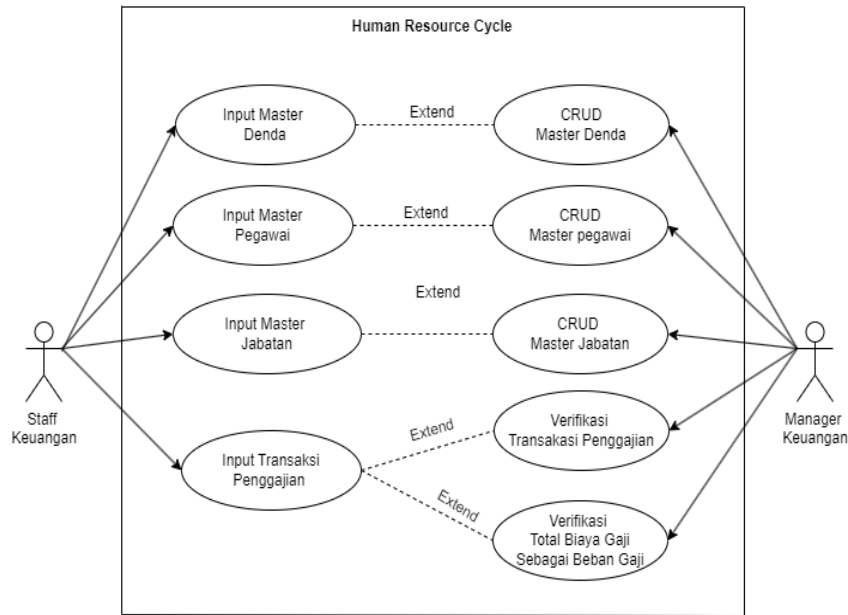 Human Resource Cycle
Input Master
Denda
Extend
CRUD
Master Denda
Input Master
Pegawai
Extend
CRUD
Master pegawai
Extend
Input Master
Jabatan
CRUD
Master Jabatan
Staff
Keuangan
Input Transaksi
Penggajian
Extend
Verifikasi
Transakasi Penggajian
Manager
Keuangan
Extend
Verifikasi
Total Biaya Gaji
Sebagai Beban Gaji